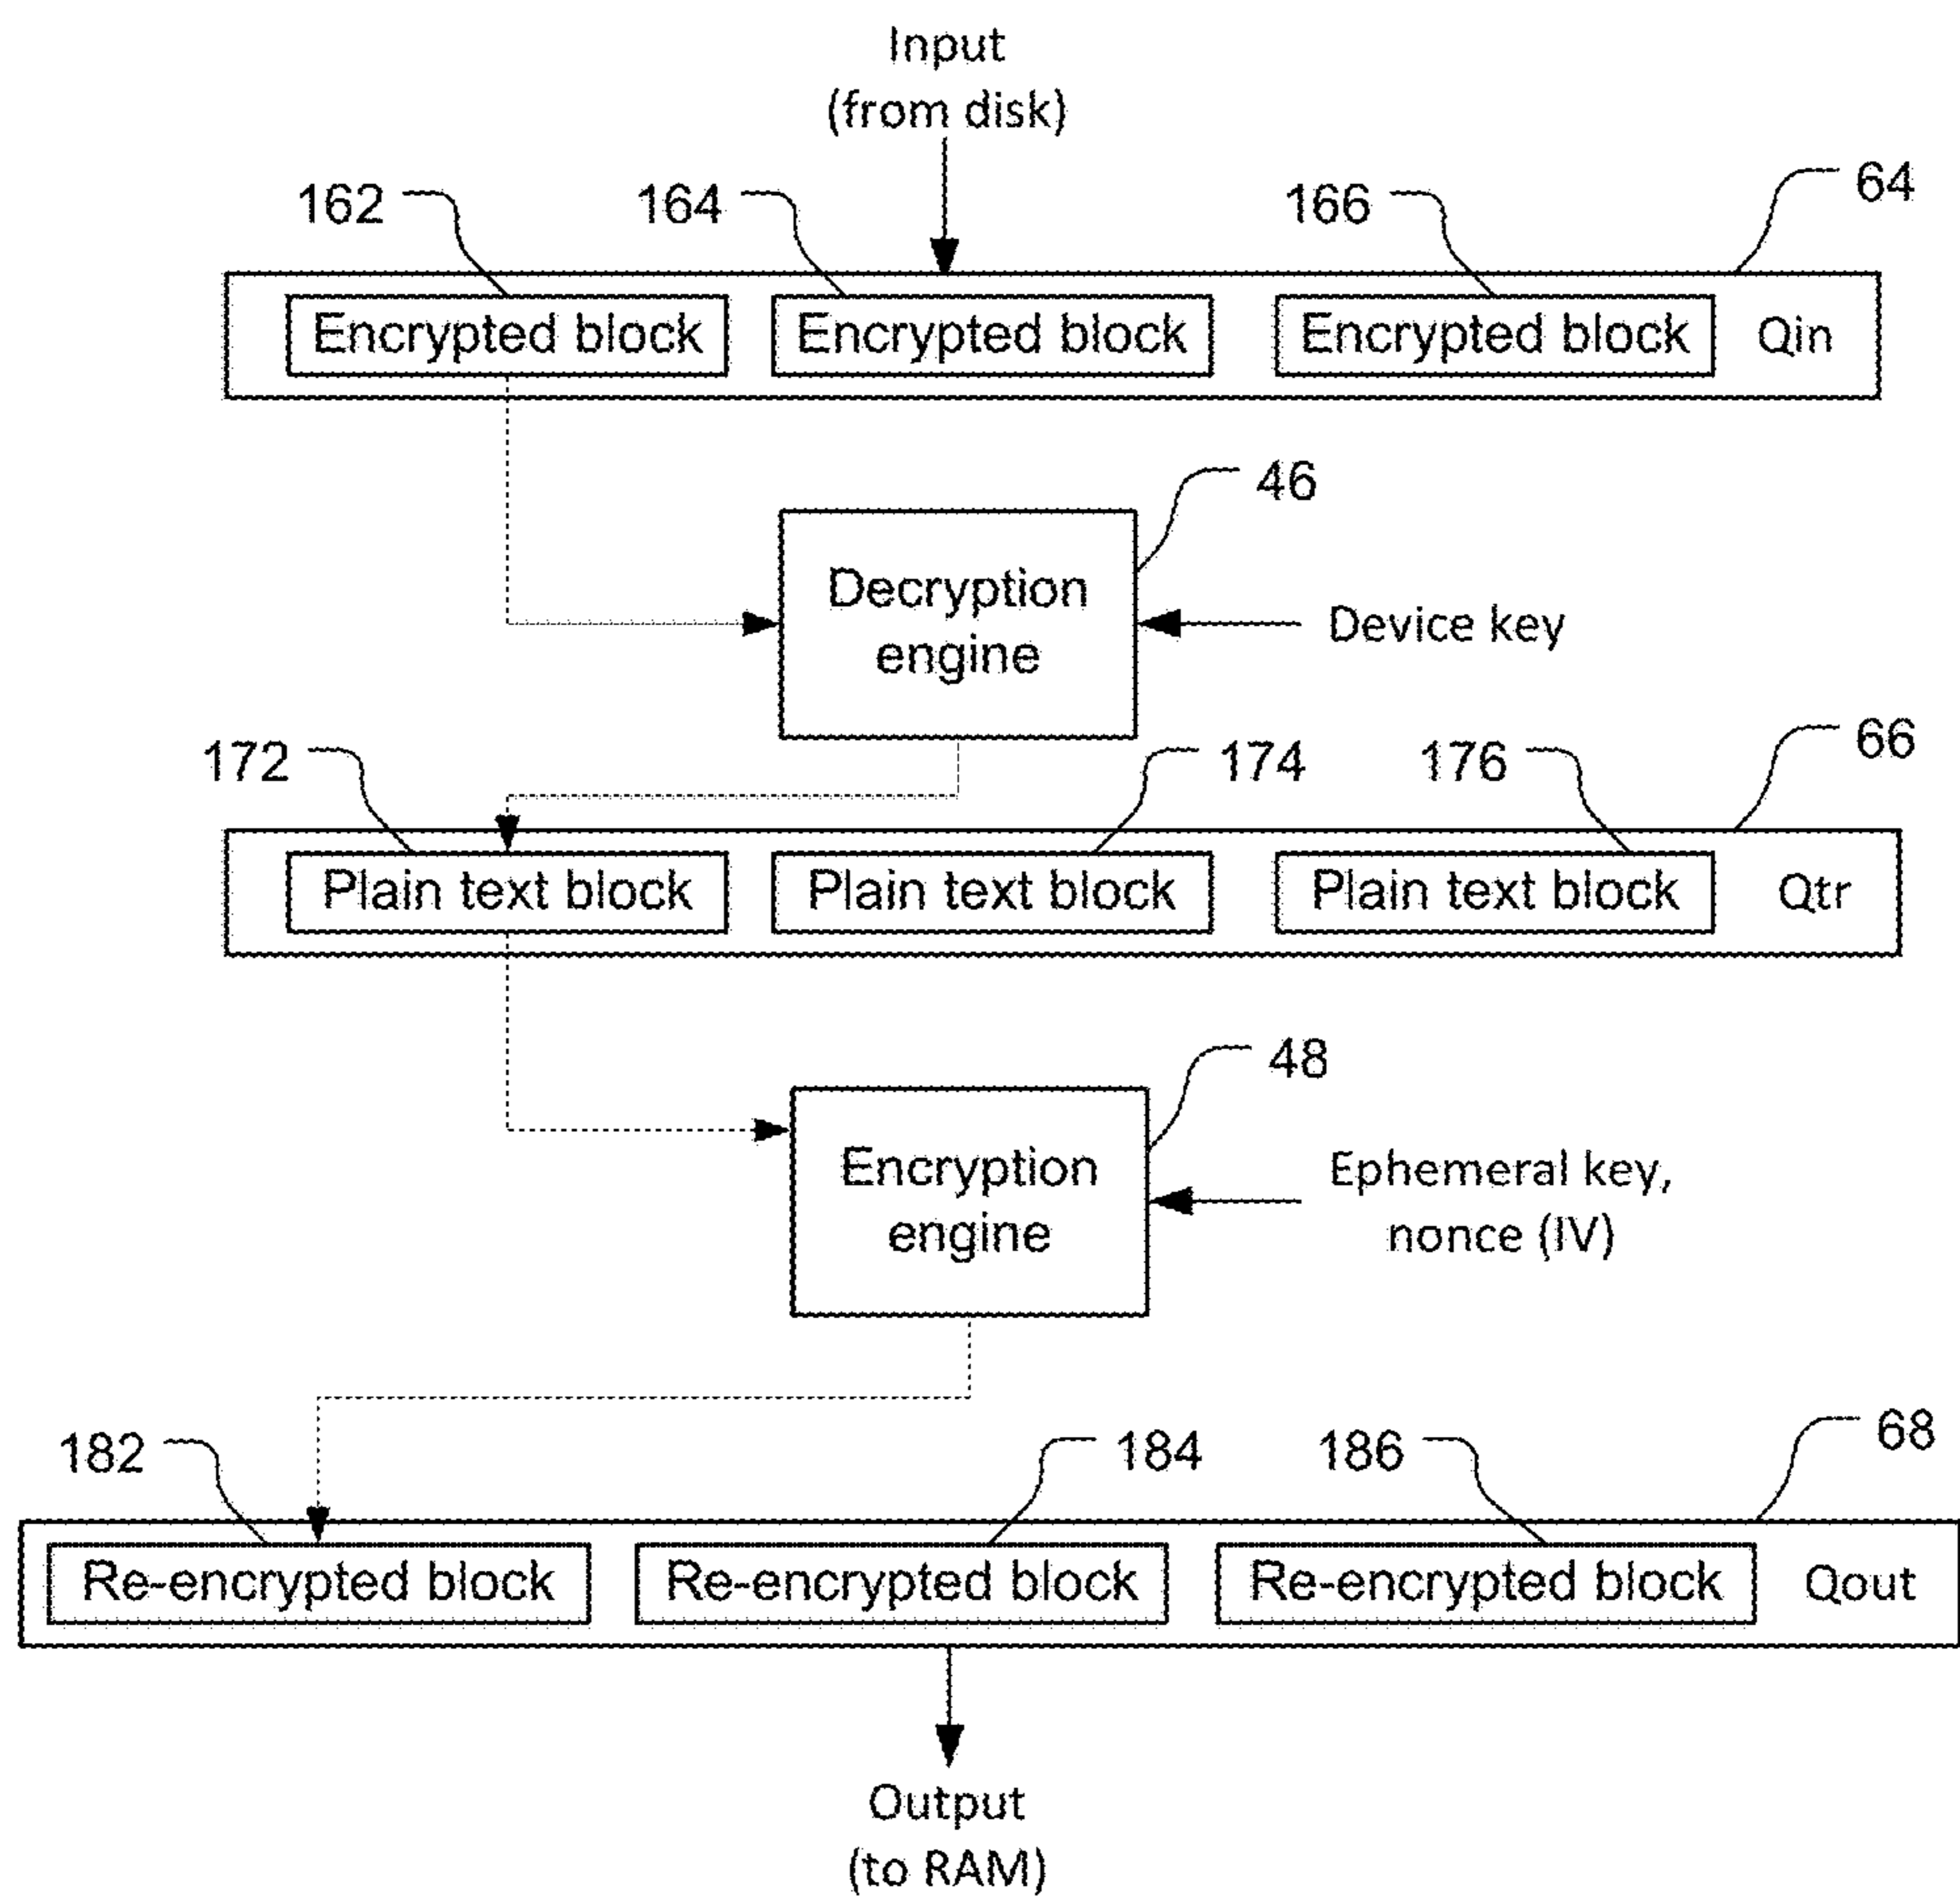 Input
(from disk)
162
164
166
64
Encrypted block
Encrypted block
Encrypted block
Qin
46
Decryption
engine
Device key
172
174
176
66
Plain text block
Plain text block
Plain text block
Qtr
48
Encryption
engine
Ephemeral key,
nonce (IV)
182
184
186
68
Re-encrypted block
Re-encrypted block
Re-encrypted block
Qout
Output
(to RAM)